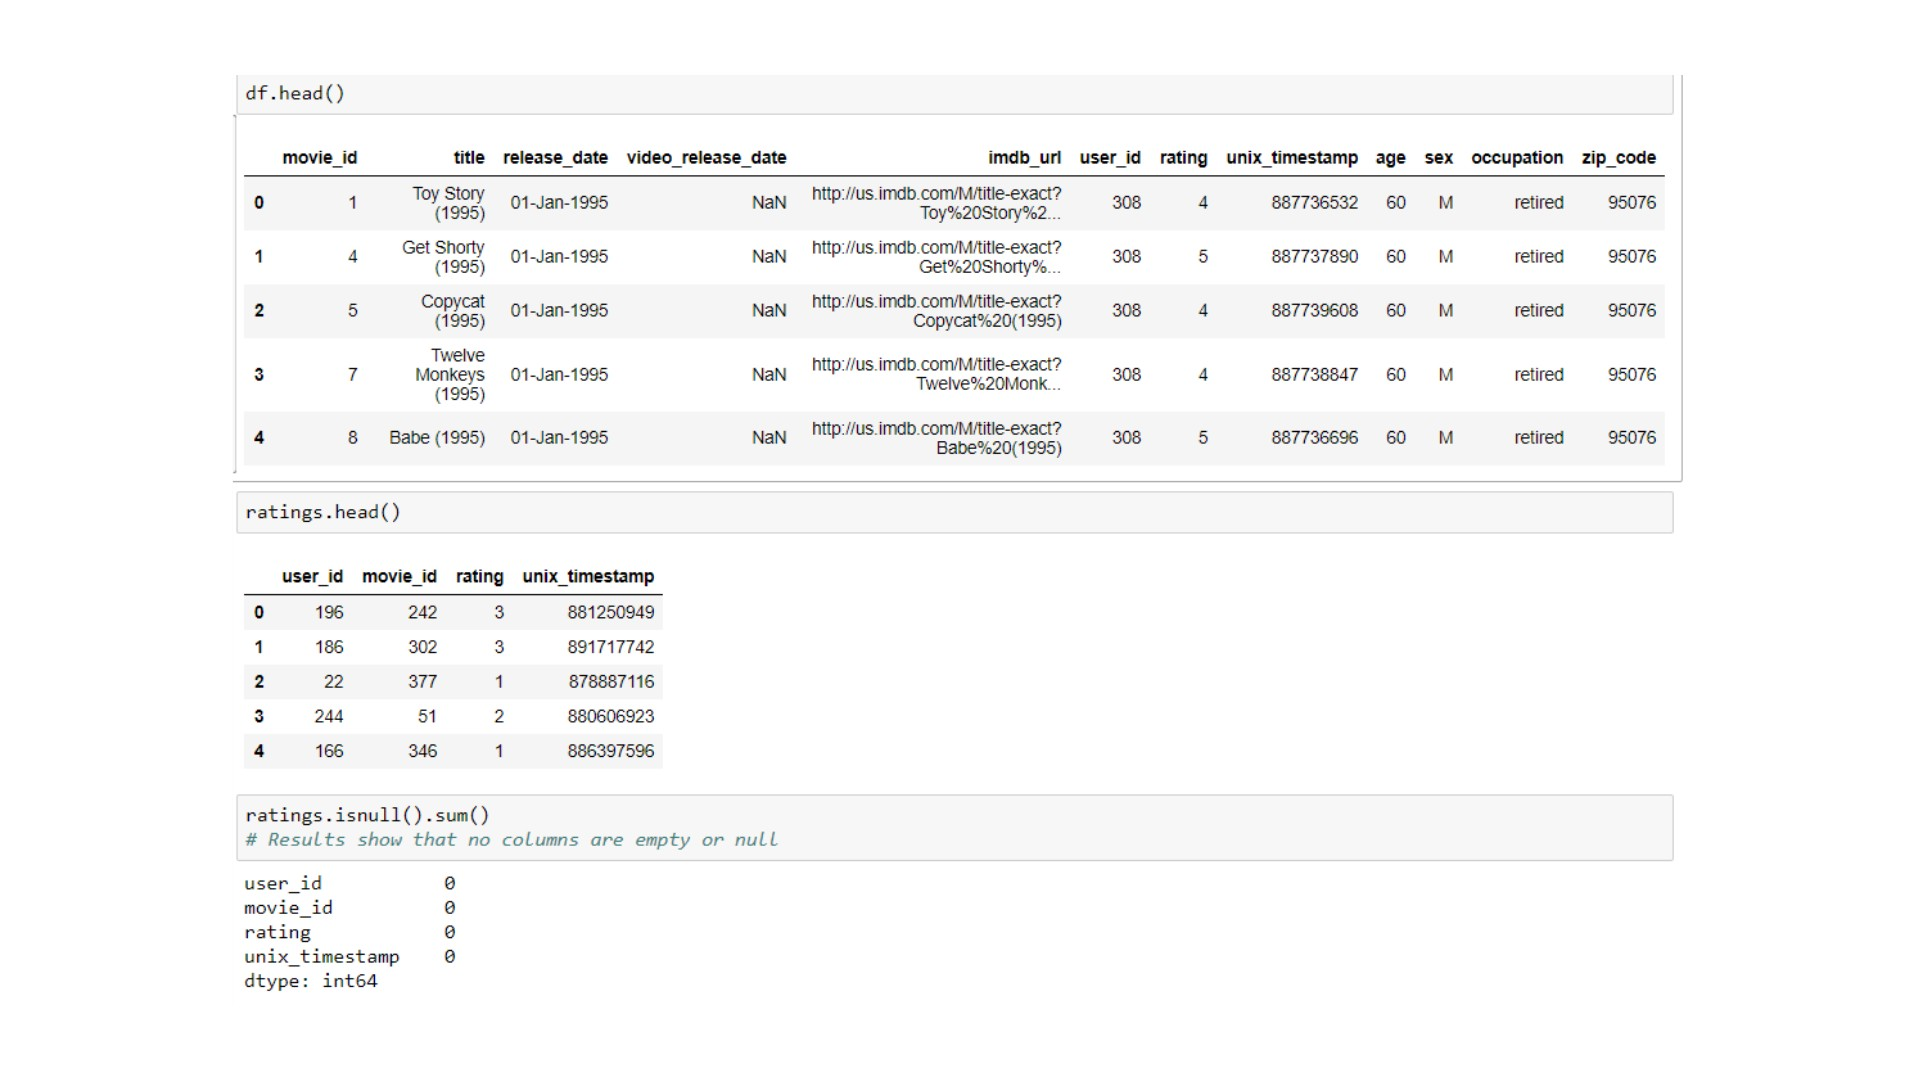 df.head()
movie_id title release_date video_release_date imdb_url user_id rating unix_timestamp age sex occupation zip_code
0 1 Toy Story (1995) 01-Jan-1995 NaN http://us.imdb.com/M/title-exact?Toy%20Story%2... 308 4 887736532 60 M retired 95076
1 4 Get Shorty (1995) 01-Jan-1995 NaN http://us.imdb.com/M/title-exact?Get%20Shorty%... 308 5 887737890 60 M retired 95076
2 5 Copycat (1995) 01-Jan-1995 NaN http://us.imdb.com/M/title-exact?Copycat%20(1995) 308 4 887739608 60 M retired 95076
3 7 Twelve Monkeys (1995) 01-Jan-1995 NaN http://us.imdb.com/M/title-exact?Twelve%20Monk... 308 4 887738847 60 M retired 95076
4 8 Babe (1995) 01-Jan-1995 NaN http://us.imdb.com/M/title-exact?Babe%20(1995) 308 5 887736696 60 M retired 95076
ratings.head()
user_id movie_id rating unix_timestamp
0 196 242 3 881250949
1 186 302 3 891717742
2 22 377 1 878887116
3 244 51 2 880606923
4 166 346 1 886397596
ratings.isnull().sum()
# Results show that no columns are empty or null
user_id 0
movie_id 0
rating 0
unix_timestamp 0
dtype: int64